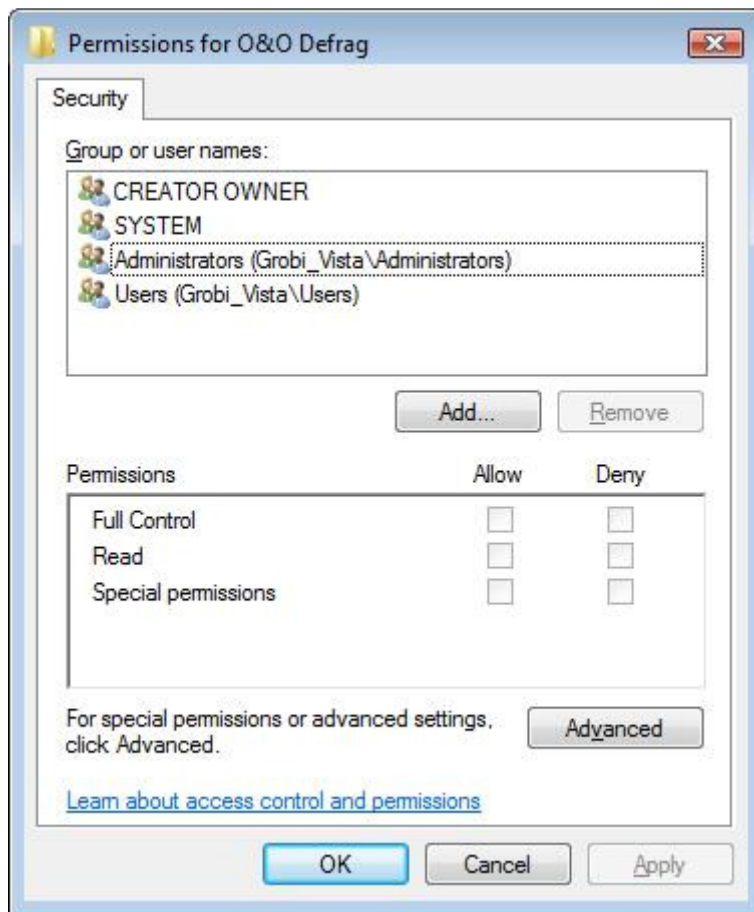 Permissions for O&O Defrag
Security
Group or user names:
CREATOR OWNER
SYSTEM
Administrators (Grobi_Vista\Administrators)
Users (Grobi_Vista\Users)
Add... Remove
Permissions Allow Deny
Full Control
Read
Special permissions
For special permissions or advanced settings,
click Advanced.
Advanced
Learn about access control and permissions
OK Cancel Apply